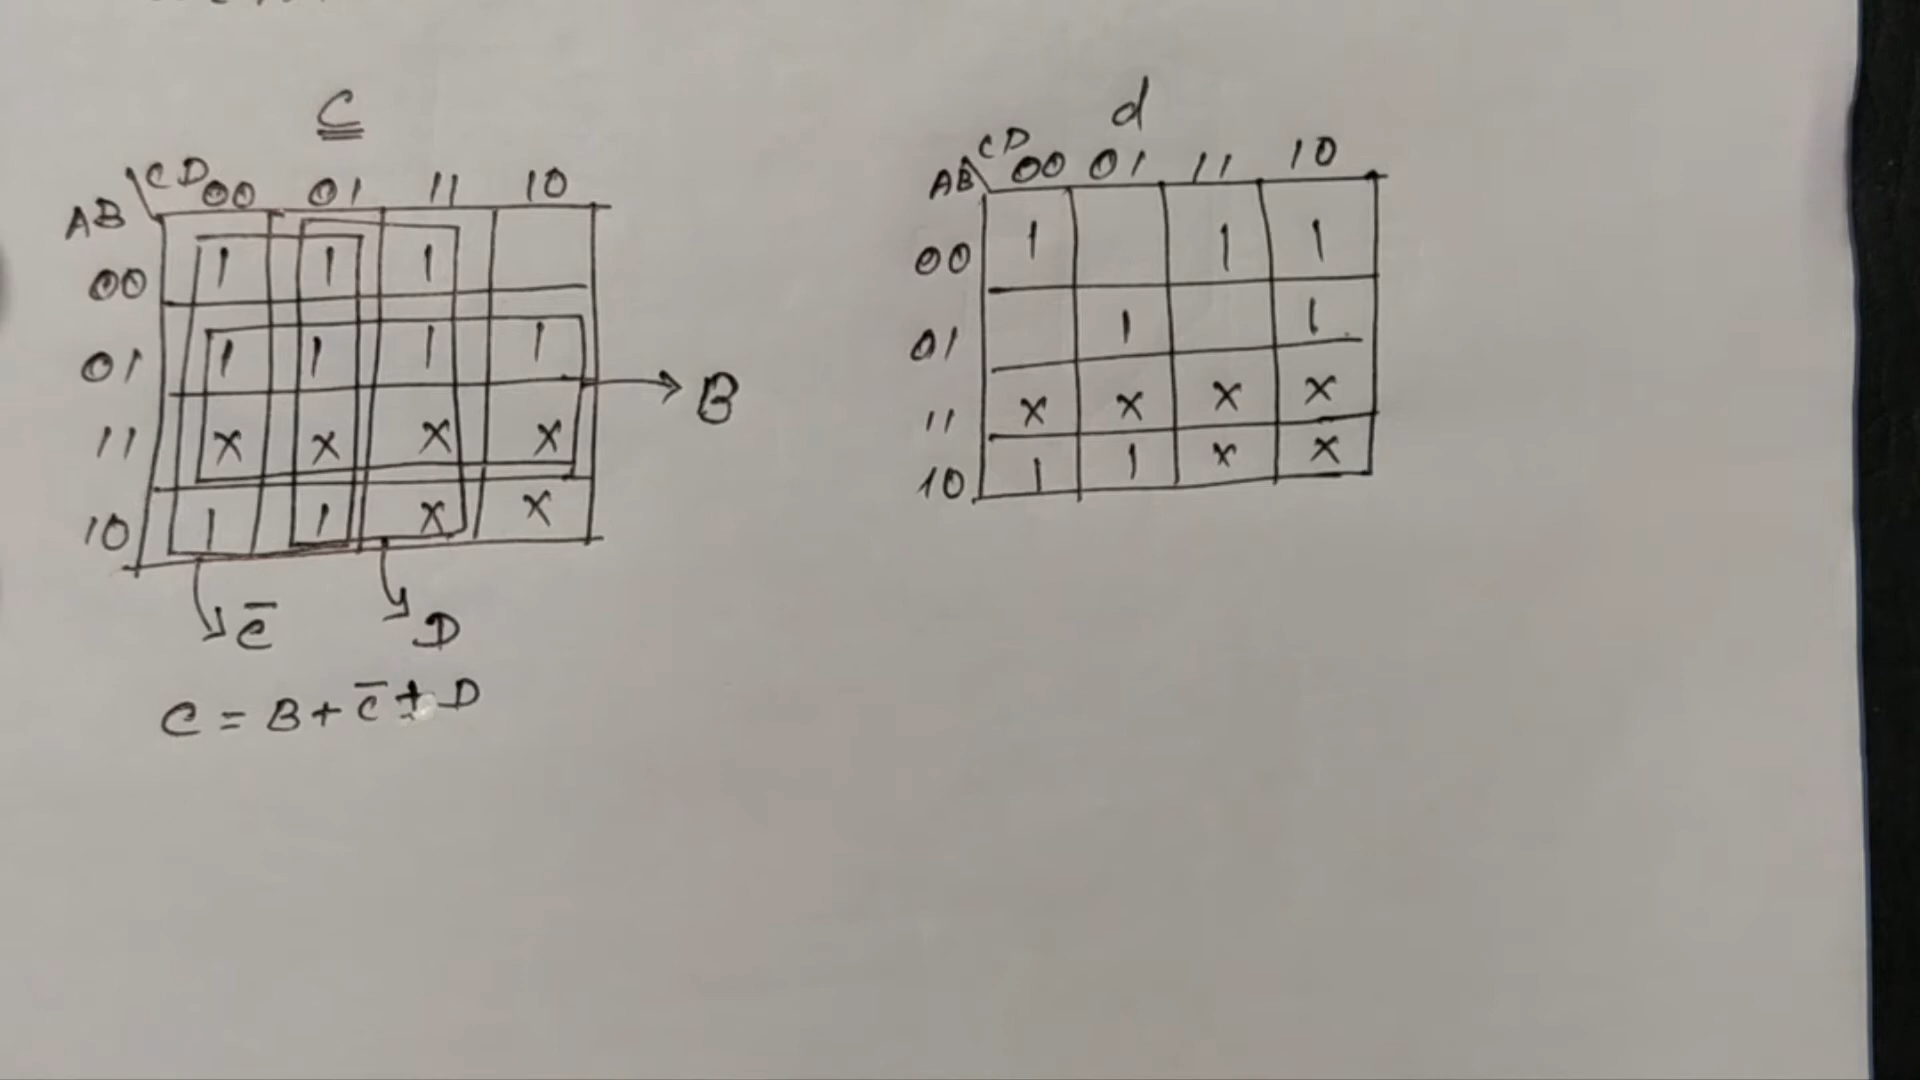 C
CD 00 01 11 10
AB
00 1 1 1
01 1 1 1 1
11 x x x x
10 1 1 x x
→ B
C̅
D
C = B + C̅ + D
d
CD 00 01 11 10
AB
00 1 1 1
01 1 1
11 x x x x
10 1 1 x x